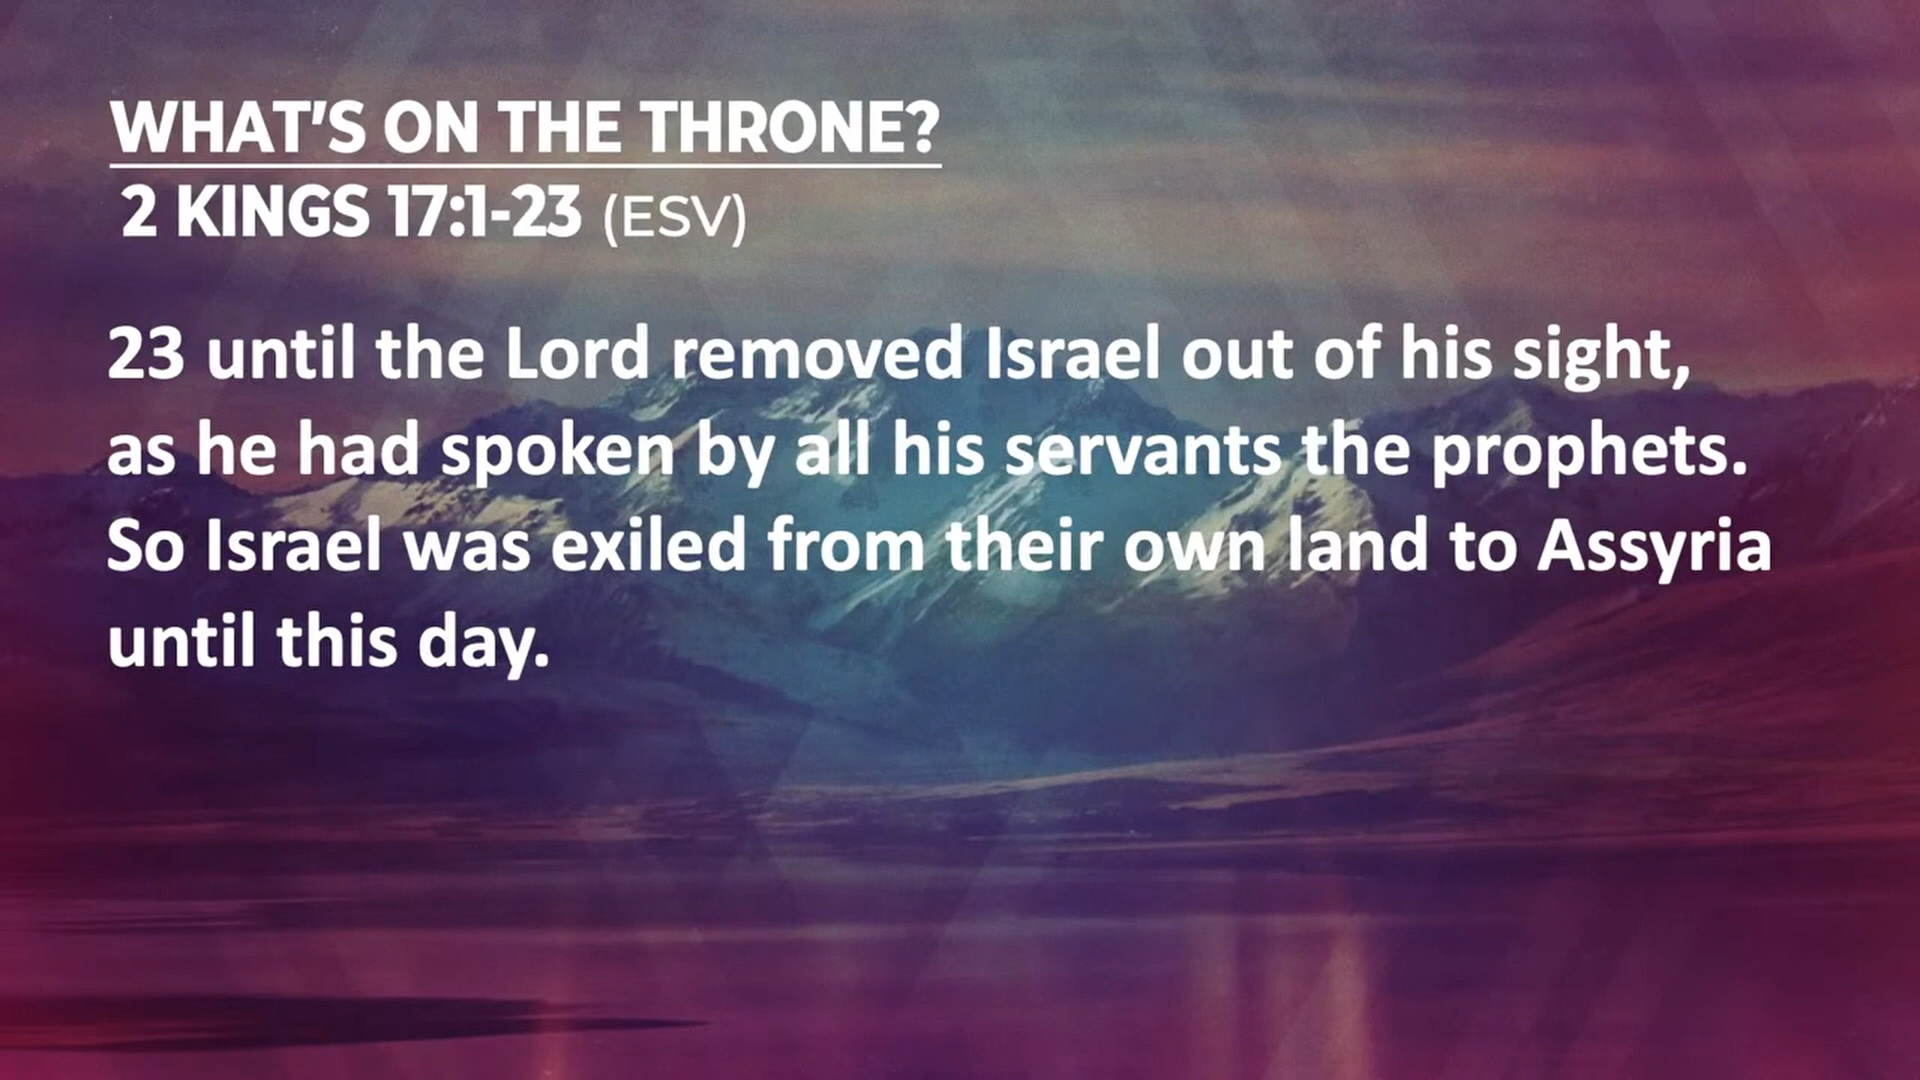 WHAT'S ON THE THRONE?
2 KINGS 17:1-23 (ESV)
23 until the Lord removed Israel out of his sight,
as he had spoken by all his servants the prophets.
So Israel was exiled from their own land to Assyria
until this day.